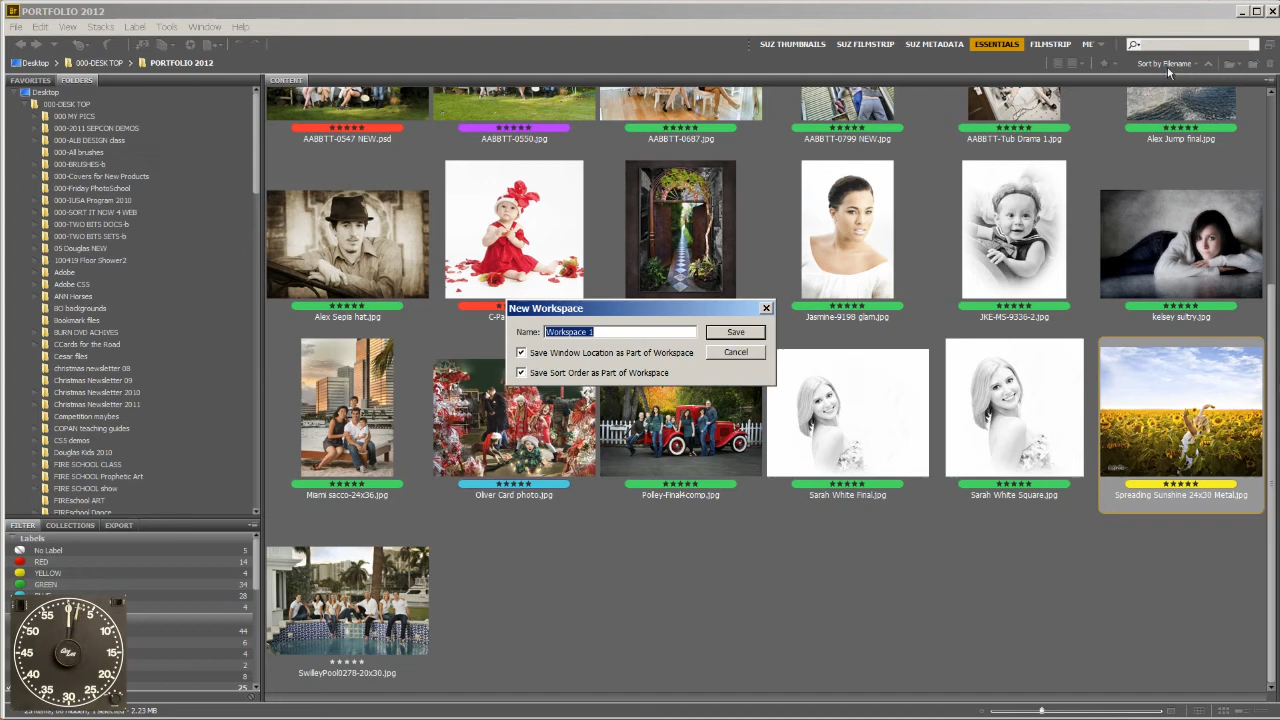 Br PORTFOLIO 2012
File Edit View Stacks Label Tools Window Help
SUZ THUMBNAILS SUZ FILMSTRIP SUZ METADATA ESSENTIALS FILMSTRIP ME
Desktop 000-DESK TOP PORTFOLIO 2012 Sort by Filename
FAVORITES FOLDERS CONTENT
Desktop
000-DESK TOP
000 MY PICS
000-2011 SEPCON DEMOS
000-ALB DESIGN class
000-All brushes
000-BRUSHES-b
000-Covers for New Products
000-Friday PhotoSchool
000-IUSA Program 2010
000-SORT IT NOW 4 WEB
000-TWO BITS DOCS-b
000-TWO BITS SETS-b
05 Douglas NEW
100419 Floor Shower2
Adobe
Adobe CS5
ANN Horses
BO backgrounds
Bookmark files
BURN DVD ACHIVES
CCards for the Road
Cesar files
christmas newsletter 08
Christmas Newsletter 09
Christmas Newsletter 2010
Christmas Newsletter 2011
Competition maybes
COPAN teaching guides
CS5 demos
Douglas Kids 2010
FIRE SCHOOL CLASS
FIRE SCHOOL Prophetic Art
FIRE SCHOOL show
FIREschool ART
FIREschool Dance
AABBTT-0547 NEW.psd AABBTT-0550.jpg AABBTT-0687.jpg AABBTT-0799 NEW.jpg AABBTT-Tub Drama 1.jpg Alex Jump final.jpg
Alex Sepia hat.jpg C-Pa Jasmine-9198 glam.jpg JKE-MS-9336-2.jpg kelsey sultry.jpg
New Workspace
Name: Workspace 1 Save
Save Window Location as Part of Workspace Cancel
Save Sort Order as Part of Workspace
Miami sacco-24x36.jpg Oliver Card photo.jpg Polley-Final4comp.jpg Sarah White Final.jpg Sarah White Square.jpg Spreading Sunshine 24x30 Metal.jpg
SwilleyPool0278-20x30.jpg
FILTER COLLECTIONS EXPORT
Labels
No Label 5
RED 14
YELLOW 4
GREEN 34
BLUE 28
4
44
6
4
2
8
25
0 5 10 15 20 25 30 35 40 45 50 55
1 selected - 2.23 MB